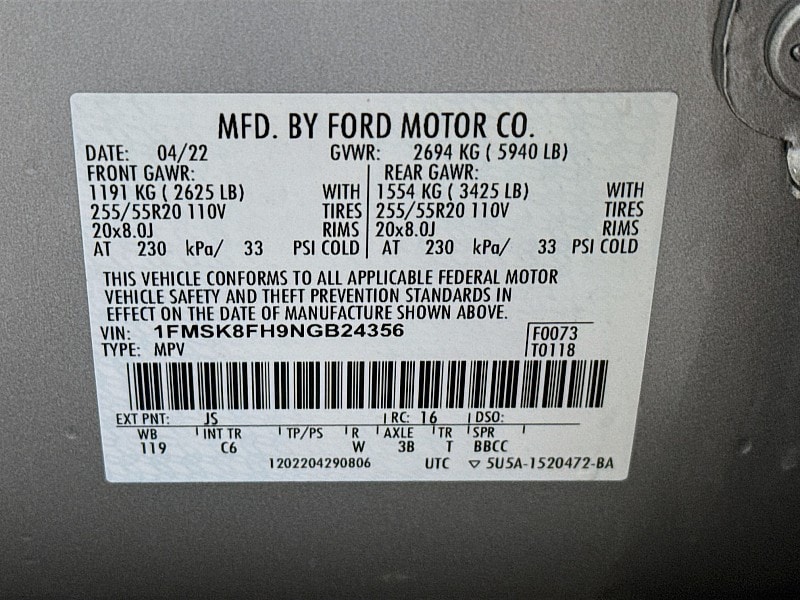 MFD. BY FORD MOTOR CO.
DATE: 04/22 GVWR: 2694 KG ( 5940 LB)
FRONT GAWR: REAR GAWR:
1191 KG ( 2625 LB) WITH 1554 KG ( 3425 LB) WITH
255/55R20 110V TIRES 255/55R20 110V TIRES
20x8.0J RIMS 20x8.0J RIMS
AT 230 kPa/ 33 PSI COLD AT 230 kPa/ 33 PSI COLD
THIS VEHICLE CONFORMS TO ALL APPLICABLE FEDERAL MOTOR
VEHICLE SAFETY AND THEFT PREVENTION STANDARDS IN
EFFECT ON THE DATE OF MANUFACTURE SHOWN ABOVE.
VIN: 1FMSK8FH9NGB24356 F0073
TYPE: MPV T0118
EXT PNT: JS RC: 16 DSO:
WB INT TR TP/PS R AXLE TR SPR
119 C6 W 3B T BBCC
1202204290806 UTC ▽ 5U5A-1520472-BA